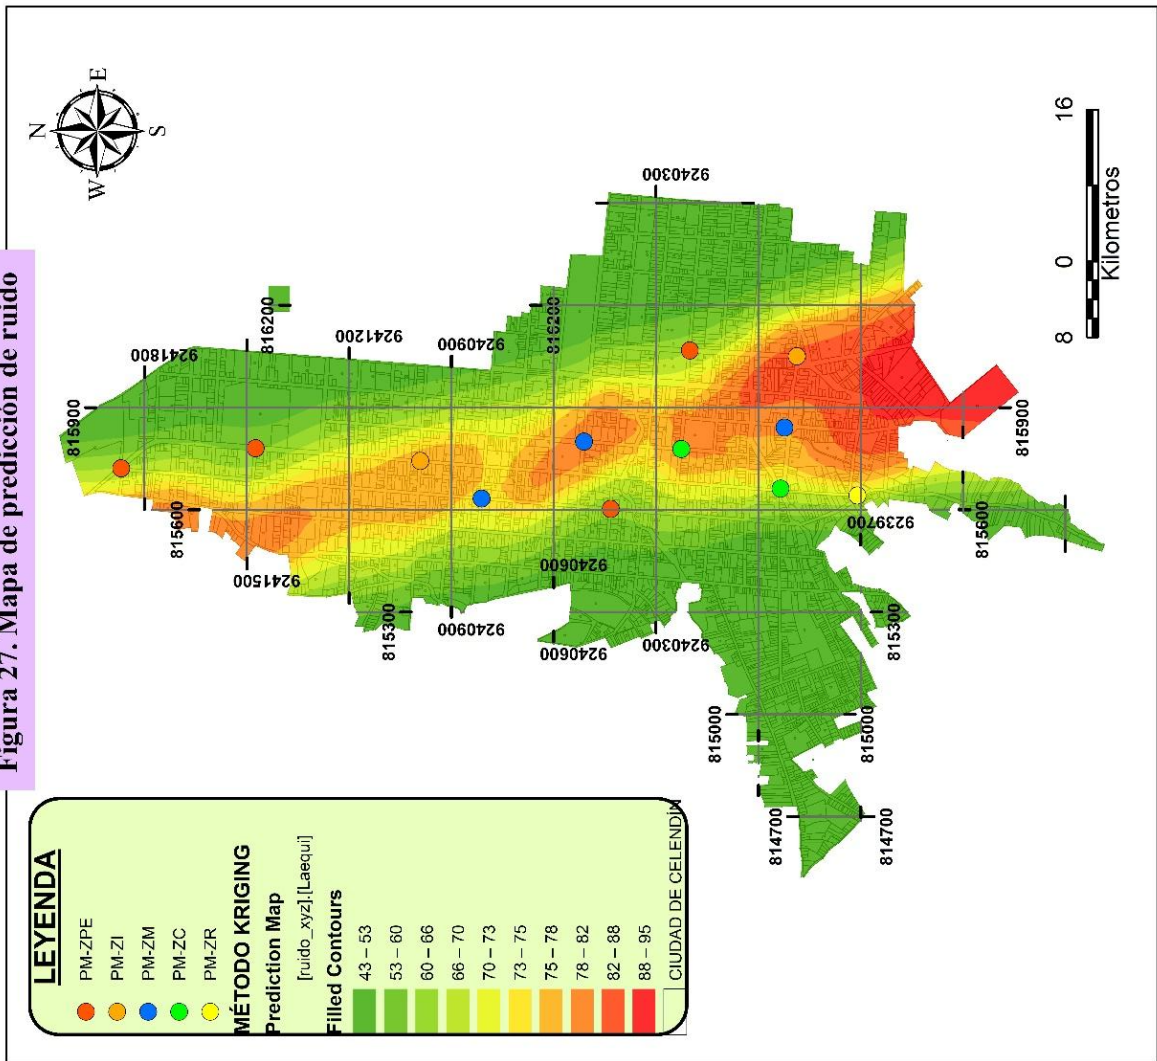 Figura 27. Mapa de predicción de ruido
N
E
S
W
LEYENDA
PM-ZPE
PM-ZI
PM-ZM
PM-ZC
PM-ZR
MÉTODO KRIGING
Prediction Map
[ruido_xyz].[Laequi]
Filled Contours
43 – 53
53 – 60
60 – 66
66 – 70
70 – 73
73 – 75
75 – 78
78 – 82
82 – 88
88 – 95
CIUDAD DE CELENDÍN
815900
9241800
816200
9241200
9240900
816200
9240300
815600
9241500
815300
9240900
9240600
9240600
9240300
9239700
815600
815900
815300
815000
815000
814700
814700
8 0 16
Kilometros